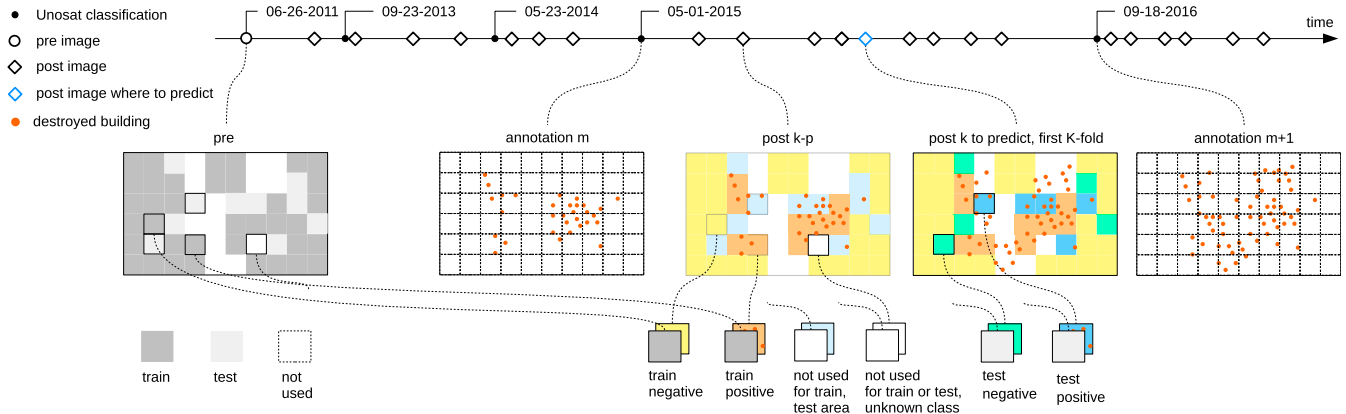 Unosat classification
pre image
post image
post image where to predict
destroyed building
06-26-2011
09-23-2013
05-23-2014
05-01-2015
09-18-2016
time
pre
annotation m
post k-p
post k to predict, first K-fold
annotation m+1
train
test
not
used
train
negative
train
positive
not used
for train,
test area
not used
for train or test,
unknown class
test
negative
test
positive